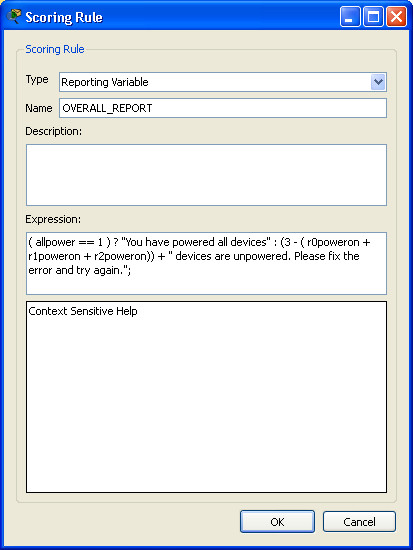 Scoring Rule
Scoring Rule
Type Reporting Variable
Name OVERALL_REPORT
Description:
Expression:
( allpower == 1 ) ? "You have powered all devices" : (3 - ( r0poweron +
r1poweron + r2poweron)) + " devices are unpowered. Please fix the
error and try again.";
Context Sensitive Help
OK Cancel